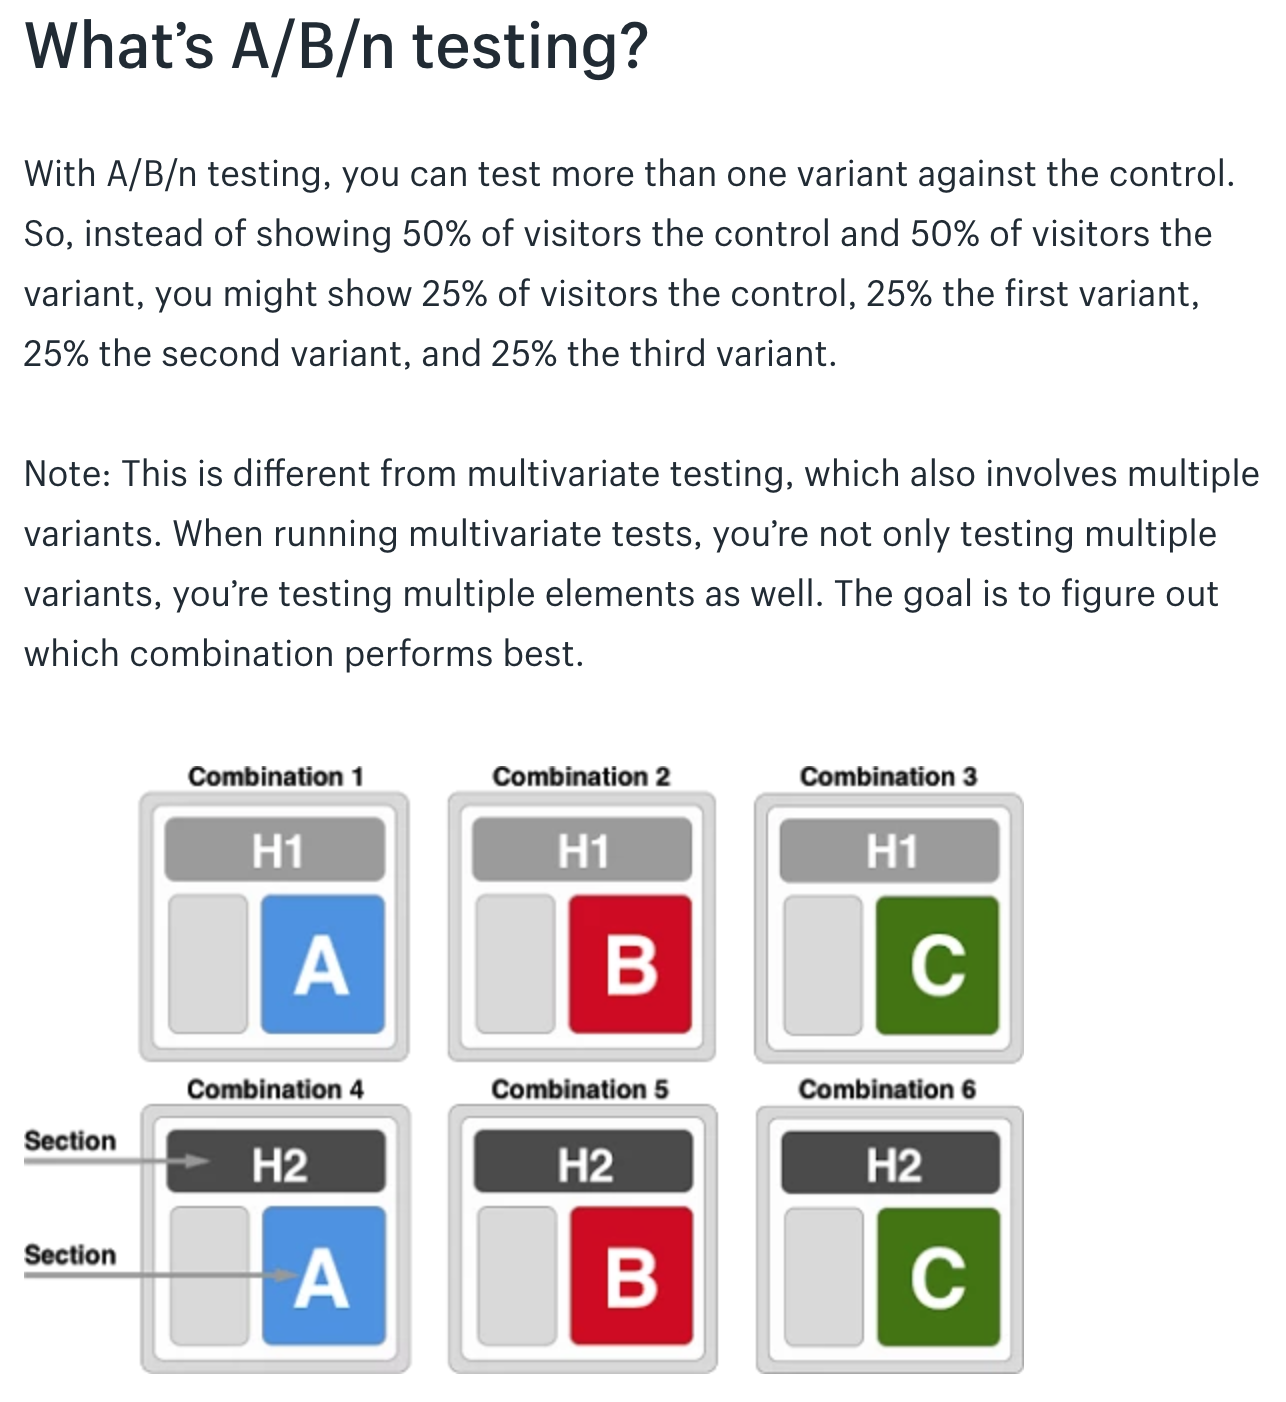 What’s A/B/n testing?
With A/B/n testing, you can test more than one variant against the control.
So, instead of showing 50% of visitors the control and 50% of visitors the
variant, you might show 25% of visitors the control, 25% the first variant,
25% the second variant, and 25% the third variant.
Note: This is different from multivariate testing, which also involves multiple
variants. When running multivariate tests, you’re not only testing multiple
variants, you’re testing multiple elements as well. The goal is to figure out
which combination performs best.
Combination 1
Combination 2
Combination 3
H1
H1
H1
A
B
C
Combination 4
Combination 5
Combination 6
Section
H2
H2
H2
Section
A
B
C